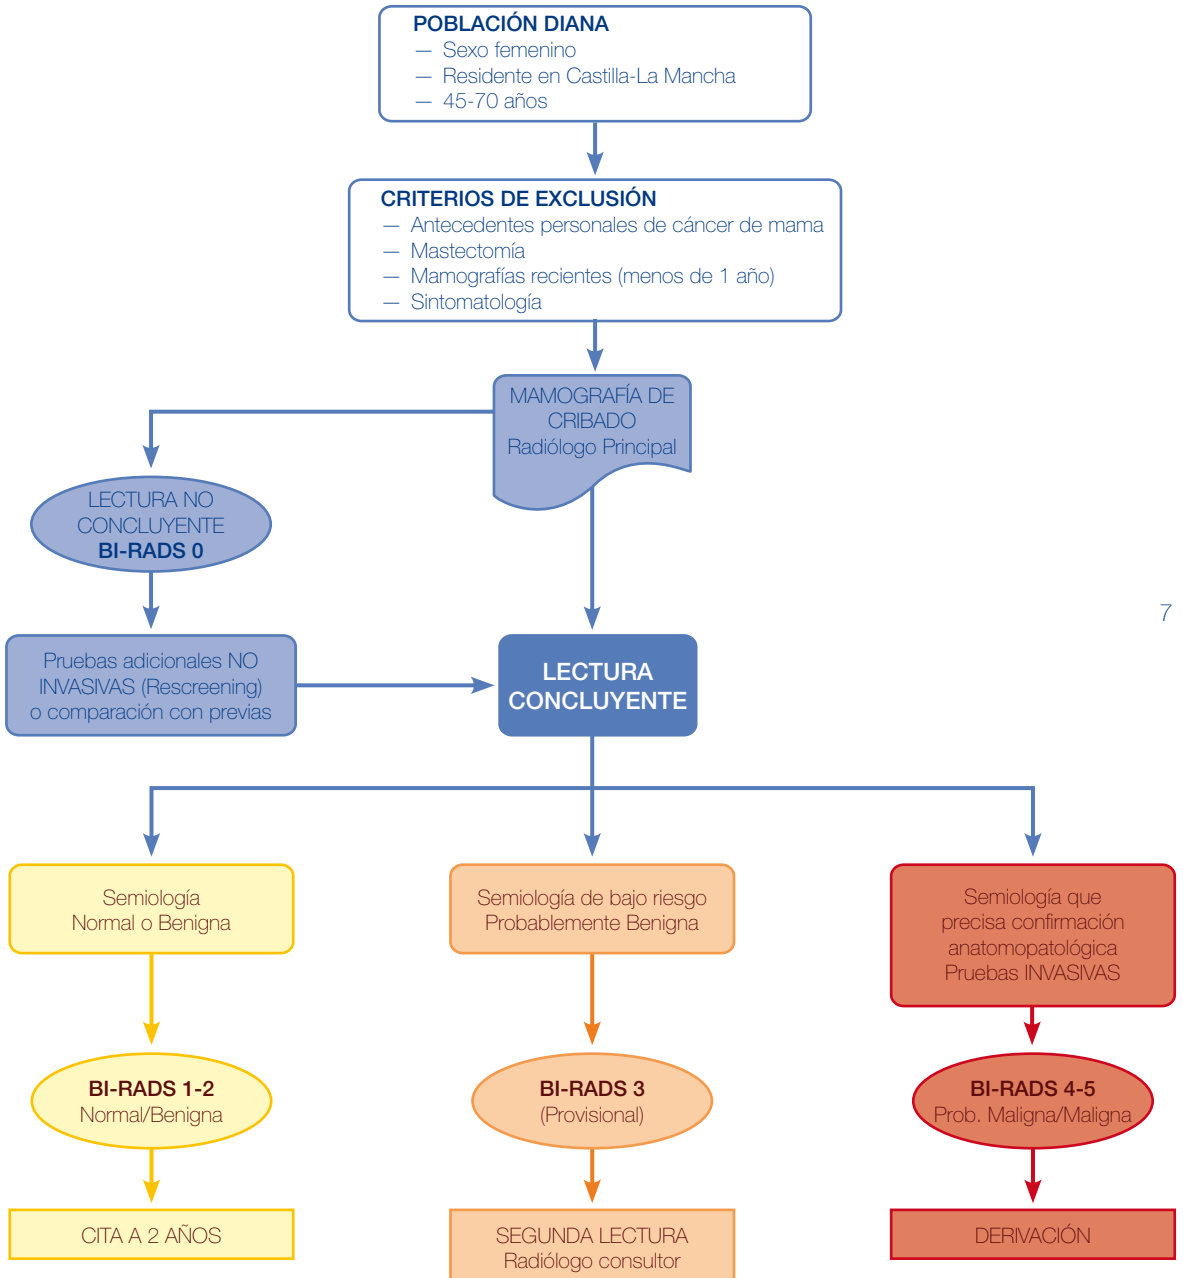 POBLACIÓN DIANA
— Sexo femenino
— Residente en Castilla-La Mancha
— 45-70 años
CRITERIOS DE EXCLUSIÓN
— Antecedentes personales de cáncer de mama
— Mastectomía
— Mamografías recientes (menos de 1 año)
— Sintomatología
MAMOGRAFÍA DE
CRIBADO
Radiólogo Principal
LECTURA NO
CONCLUYENTE
BI-RADS 0
7
Pruebas adicionales NO
INVASIVAS (Rescreening)
o comparación con previas
LECTURA
CONCLUYENTE
Semiología
Normal o Benigna
Semiología de bajo riesgo
Probablemente Benigna
Semiología que
precisa confirmación
anatomopatológica
Pruebas INVASIVAS
BI-RADS 1-2
Normal/Benigna
BI-RADS 3
(Provisional)
BI-RADS 4-5
Prob. Maligna/Maligna
CITA A 2 AÑOS
SEGUNDA LECTURA
Radiólogo consultor
DERIVACIÓN